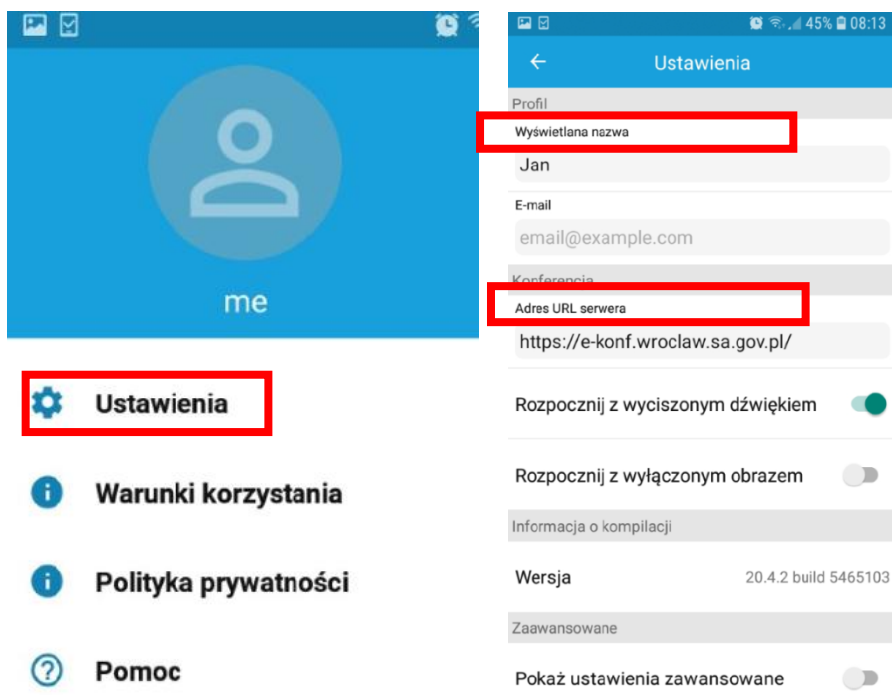 me
Ustawienia
Warunki korzystania
Polityka prywatności
Pomoc
45% 08:13
Ustawienia
Profil
Wyświetlana nazwa
Jan
E-mail
email@example.com
Konferencja
Adres URL serwera
https://e-konf.wroclaw.sa.gov.pl/
Rozpocznij z wyciszonym dźwiękiem
Rozpocznij z wyłączonym obrazem
Informacja o kompilacji
Wersja 20.4.2 build 5465103
Zaawansowane
Pokaż ustawienia zawansowane